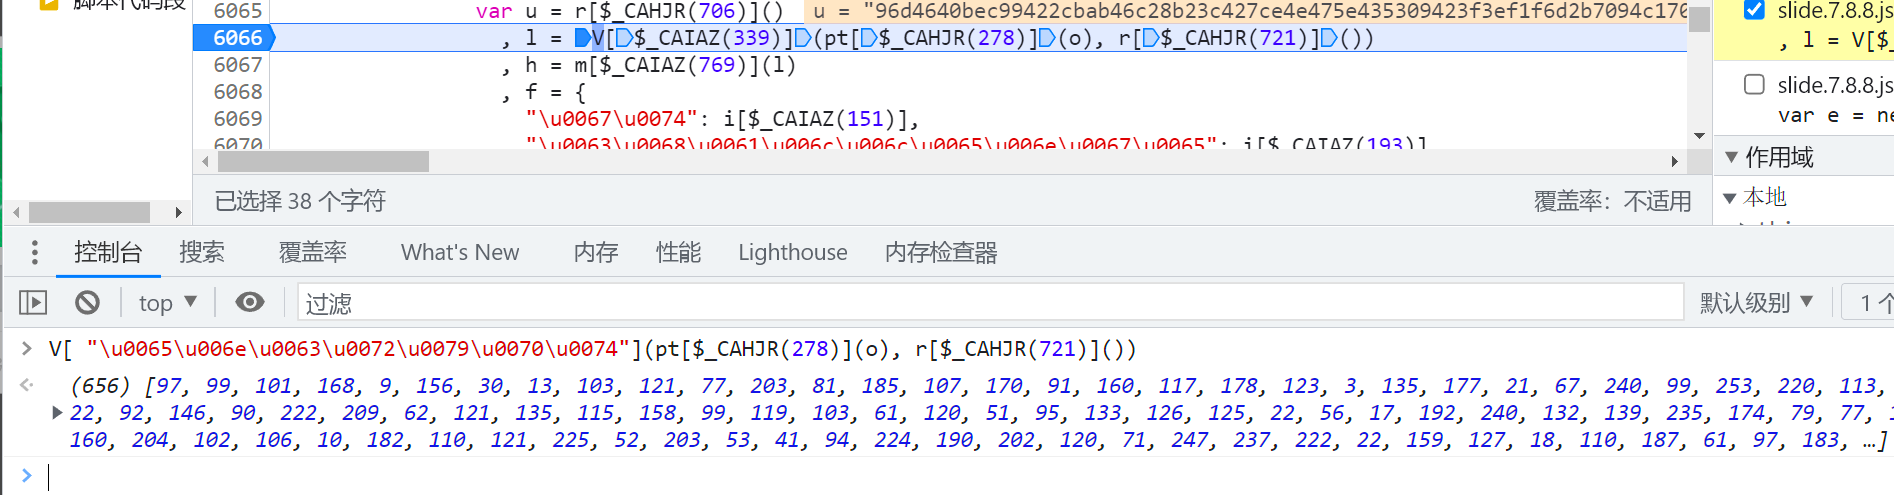 脚本代码段
6065 var u = r[$_CAHJR(706)]() u = "96d4640bec99422cbab46c28b23c427ce4e475e435309423f3ef1f6d2b7094c170
6066 , l = V[$_CAIAZ(339)](pt[$_CAHJR(278)](o), r[$_CAHJR(721)]())
6067 , h = m[$_CAIAZ(769)](l)
6068 , f = {
6069 "\u0067\u0074": i[$_CAIAZ(151)],
6070 "\u0063\u0068\u0061\u006c\u006c\u0065\u006e\u0067\u0065": i[$_CAIAZ(193)]
slide.7.8.8.js
, l = V[$_
slide.7.8.8.js
var e = ne
作用域
本地
已选择 38 个字符
覆盖率：不适用
控制台 搜索 覆盖率 What's New 内存 性能 Lighthouse 内存检查器
top 过滤 默认级别 1 个
V[ "\u0065\u006e\u0063\u0072\u0079\u0070\u0074"](pt[$_CAHJR(278)](o), r[$_CAHJR(721)]())
(656) [97, 99, 101, 168, 9, 156, 30, 13, 103, 121, 77, 203, 81, 185, 107, 170, 91, 160, 117, 178, 123, 3, 135, 177, 21, 67, 240, 99, 253, 220, 113,
22, 92, 146, 90, 222, 209, 62, 121, 135, 115, 158, 99, 119, 103, 61, 120, 51, 95, 133, 126, 125, 22, 56, 17, 192, 240, 132, 139, 235, 174, 79, 77,
160, 204, 102, 106, 10, 182, 110, 121, 225, 52, 203, 53, 41, 94, 224, 190, 202, 120, 71, 247, 237, 222, 22, 159, 127, 18, 110, 187, 61, 97, 183, …]